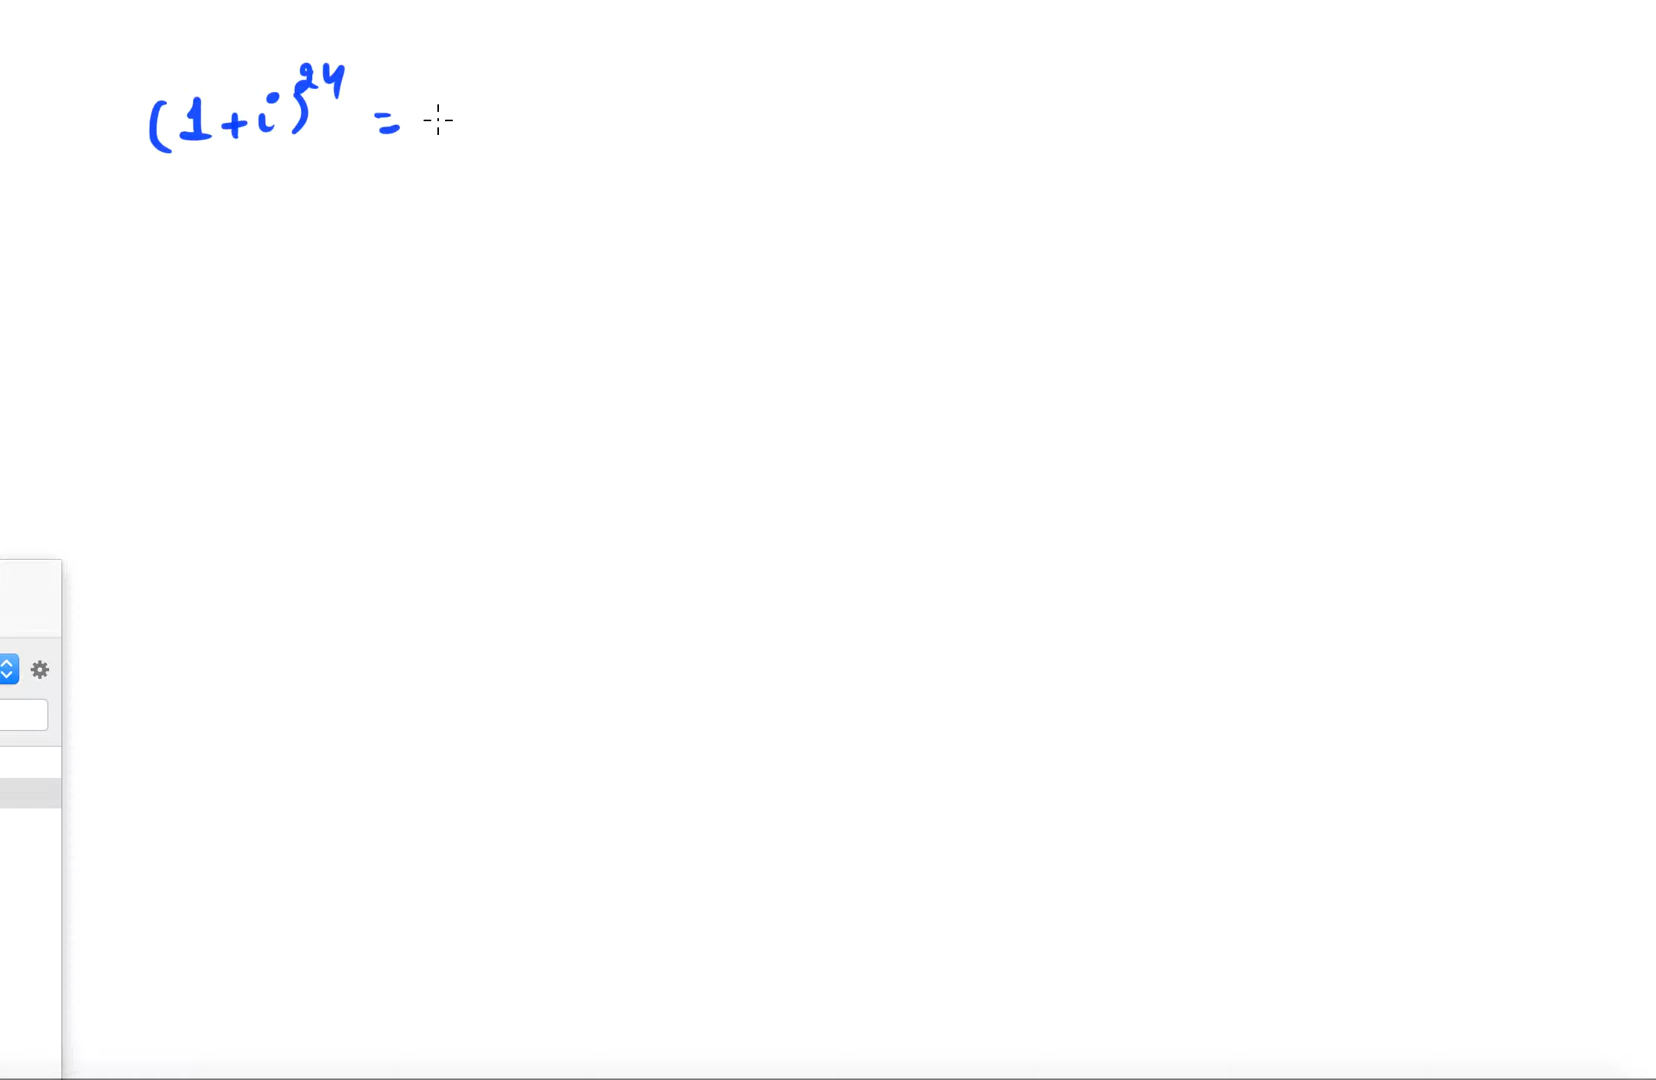 (1+i)²⁴ =